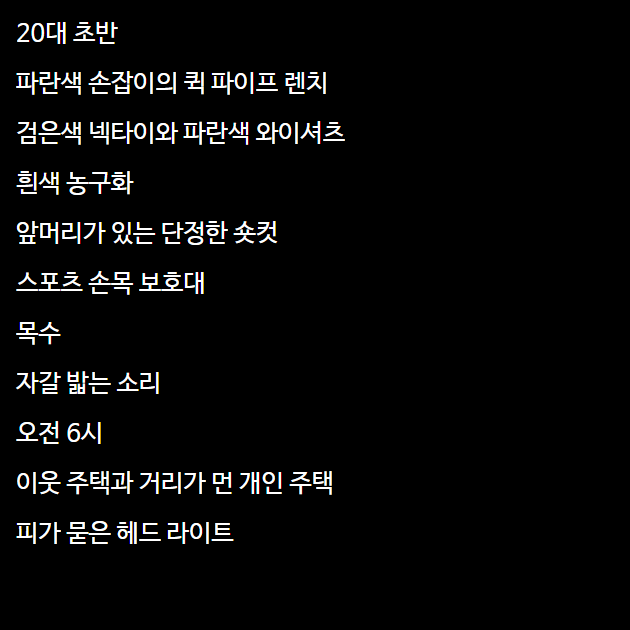 20대 초반
파란색 손잡이의 퀵 파이프 렌치
검은색 넥타이와 파란색 와이셔츠
흰색 농구화
앞머리가 있는 단정한 숏컷
스포츠 손목 보호대
목수
자갈 밟는 소리
오전 6시
이웃 주택과 거리가 먼 개인 주택
피가 묻은 헤드 라이트